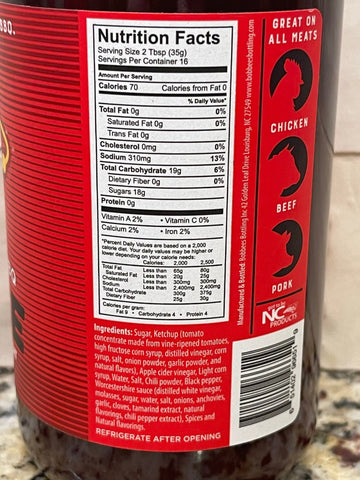 BBQ.
Nutrition Facts
Serving Size 2 Tbsp (35g)
Servings Per Container 16
Amount Per Serving
Calories 70 Calories from Fat 0
% Daily Value*
Total Fat 0g 0%
Saturated Fat 0g 0%
Trans Fat 0g
Cholesterol 0mg 0%
Sodium 310mg 13%
Total Carbohydrate 19g 6%
Dietary Fiber 0g 0%
Sugars 18g
Protein 0g
Vitamin A 2% • Vitamin C 0%
Calcium 2% • Iron 2%
*Percent Daily Values are based on a 2,000
calorie diet. Your daily values may be higher or
lower depending on your calorie needs:
Calories: 2,000 2,500
Total Fat Less than 65g 80g
Saturated Fat Less than 20g 25g
Cholesterol Less than 300mg 300mg
Sodium Less than 2,400mg 2,400mg
Total Carbohydrate 300g 375g
Dietary Fiber 25g 30g
Calories per gram:
Fat 9 • Carbohydrate 4 • Protein 4
Ingredients: Sugar, Ketchup (tomato
concentrate made from vine-ripened tomatoes,
high fructose corn syrup, distilled vinegar, corn
syrup, salt, onion powder, garlic powder, and
natural flavors), Apple cider vinegar, Light
syrup, Water, Salt, Chili powder, Black pepper,
Worcestershire sauce (distilled white vinegar,
molasses, sugar, water, salt, onions, anchovies,
garlic, cloves, tamarind extract, natural
flavorings, chili pepper extract), Spices and
Natural flavorings.
REFRIGERATE AFTER OPENING
Manufactured & Bottled: Bobbees Bottling Inc 42 Golden Leaf Drive Louisburg, NC 27549 www.bobbeesbottling.com
GREAT ON
ALL MEATS
CHICKEN
BEEF
PORK
got to be
NC
PRODUCTS